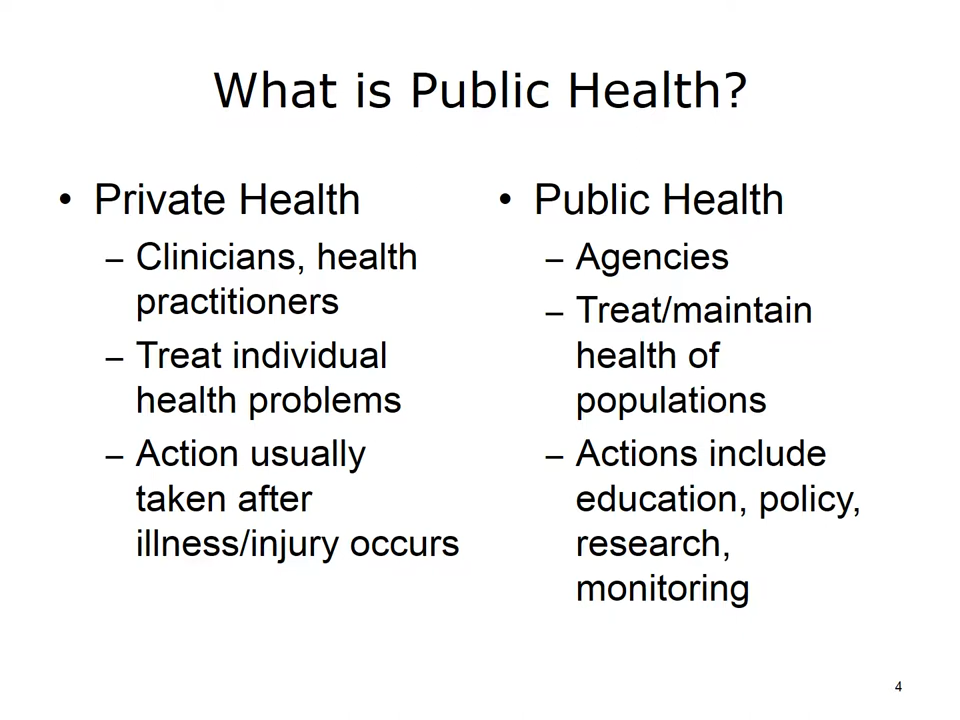 What is Public Health?
• Private Health
– Clinicians, health
practitioners
– Treat individual
health problems
– Action usually
taken after
illness/injury occurs
• Public Health
– Agencies
– Treat/maintain
health of
populations
– Actions include
education, policy,
research,
monitoring
4